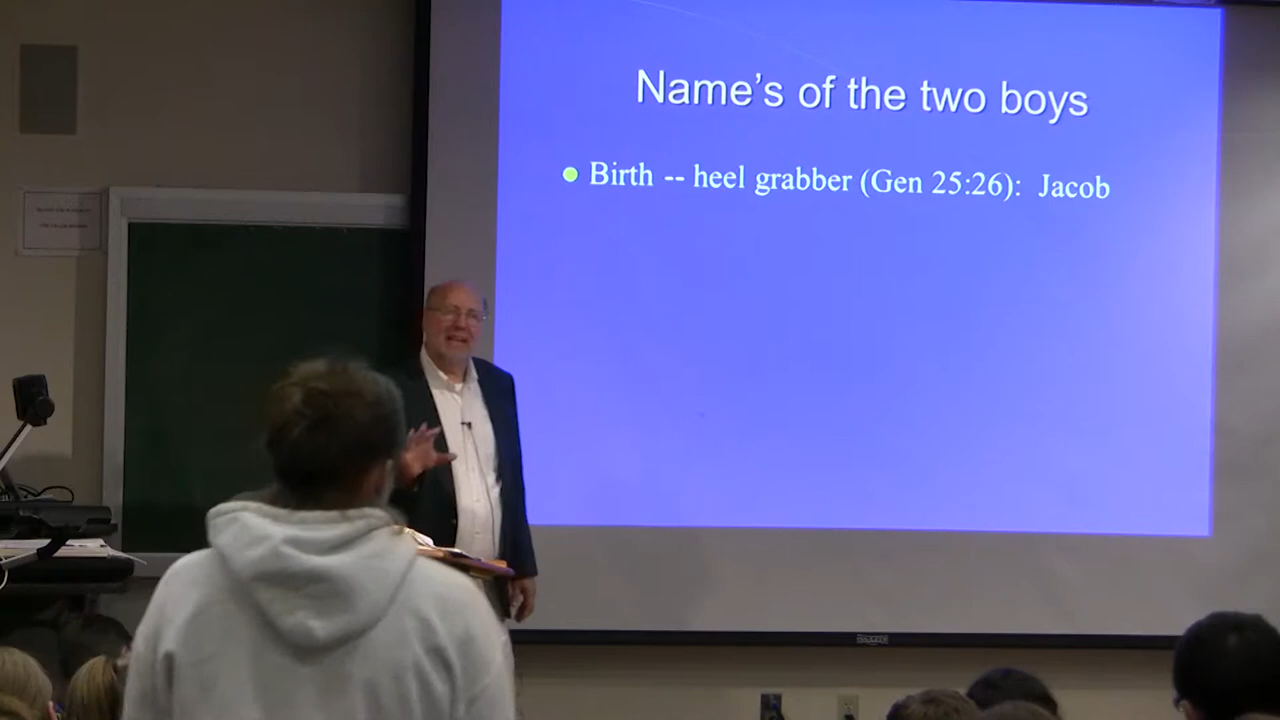 Name's of the two boys
Birth -- heel grabber (Gen 25:26): Jacob